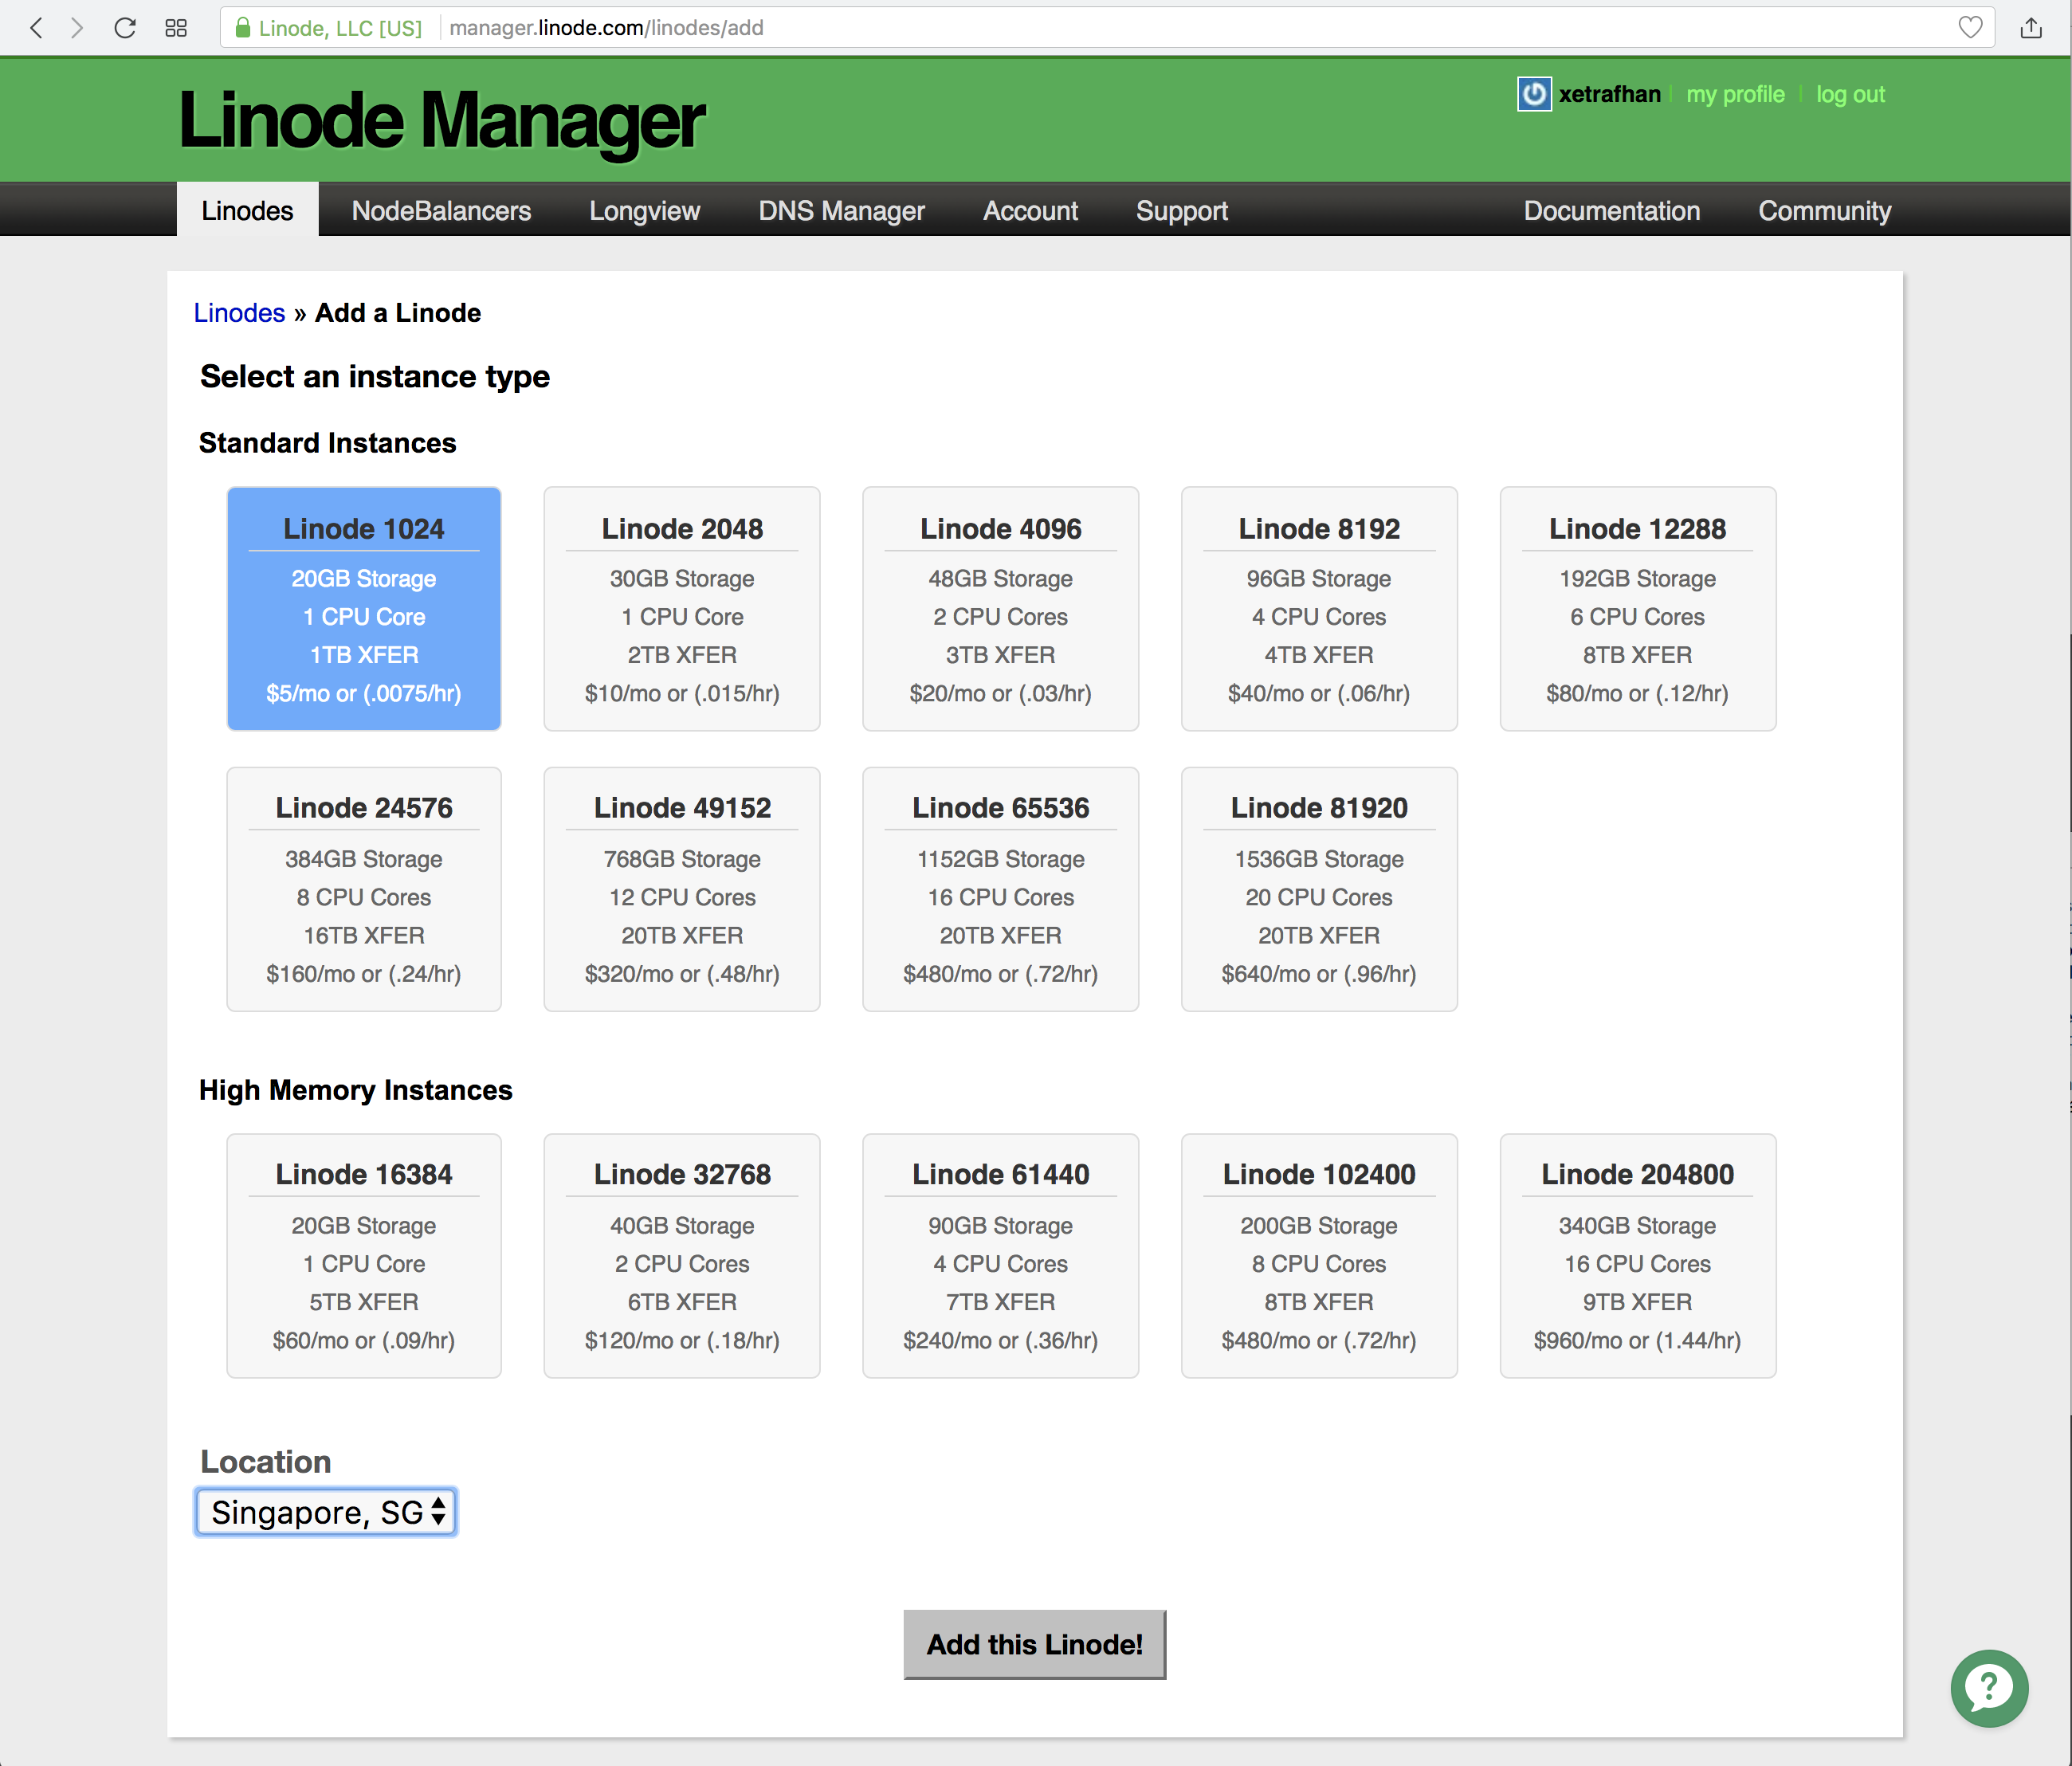 Linode, LLC [US] manager.linode.com/linodes/add
Linode Manager
xetrafhan | my profile | log out
Linodes NodeBalancers Longview DNS Manager Account Support Documentation Community
Linodes » Add a Linode
Select an instance type
Standard Instances
Linode 1024
20GB Storage
1 CPU Core
1TB XFER
$5/mo or (.0075/hr)
Linode 2048
30GB Storage
1 CPU Core
2TB XFER
$10/mo or (.015/hr)
Linode 4096
48GB Storage
2 CPU Cores
3TB XFER
$20/mo or (.03/hr)
Linode 8192
96GB Storage
4 CPU Cores
4TB XFER
$40/mo or (.06/hr)
Linode 12288
192GB Storage
6 CPU Cores
8TB XFER
$80/mo or (.12/hr)
Linode 24576
384GB Storage
8 CPU Cores
16TB XFER
$160/mo or (.24/hr)
Linode 49152
768GB Storage
12 CPU Cores
20TB XFER
$320/mo or (.48/hr)
Linode 65536
1152GB Storage
16 CPU Cores
20TB XFER
$480/mo or (.72/hr)
Linode 81920
1536GB Storage
20 CPU Cores
20TB XFER
$640/mo or (.96/hr)
High Memory Instances
Linode 16384
20GB Storage
1 CPU Core
5TB XFER
$60/mo or (.09/hr)
Linode 32768
40GB Storage
2 CPU Cores
6TB XFER
$120/mo or (.18/hr)
Linode 61440
90GB Storage
4 CPU Cores
7TB XFER
$240/mo or (.36/hr)
Linode 102400
200GB Storage
8 CPU Cores
8TB XFER
$480/mo or (.72/hr)
Linode 204800
340GB Storage
16 CPU Cores
9TB XFER
$960/mo or (1.44/hr)
Location
Singapore, SG
Add this Linode!
?